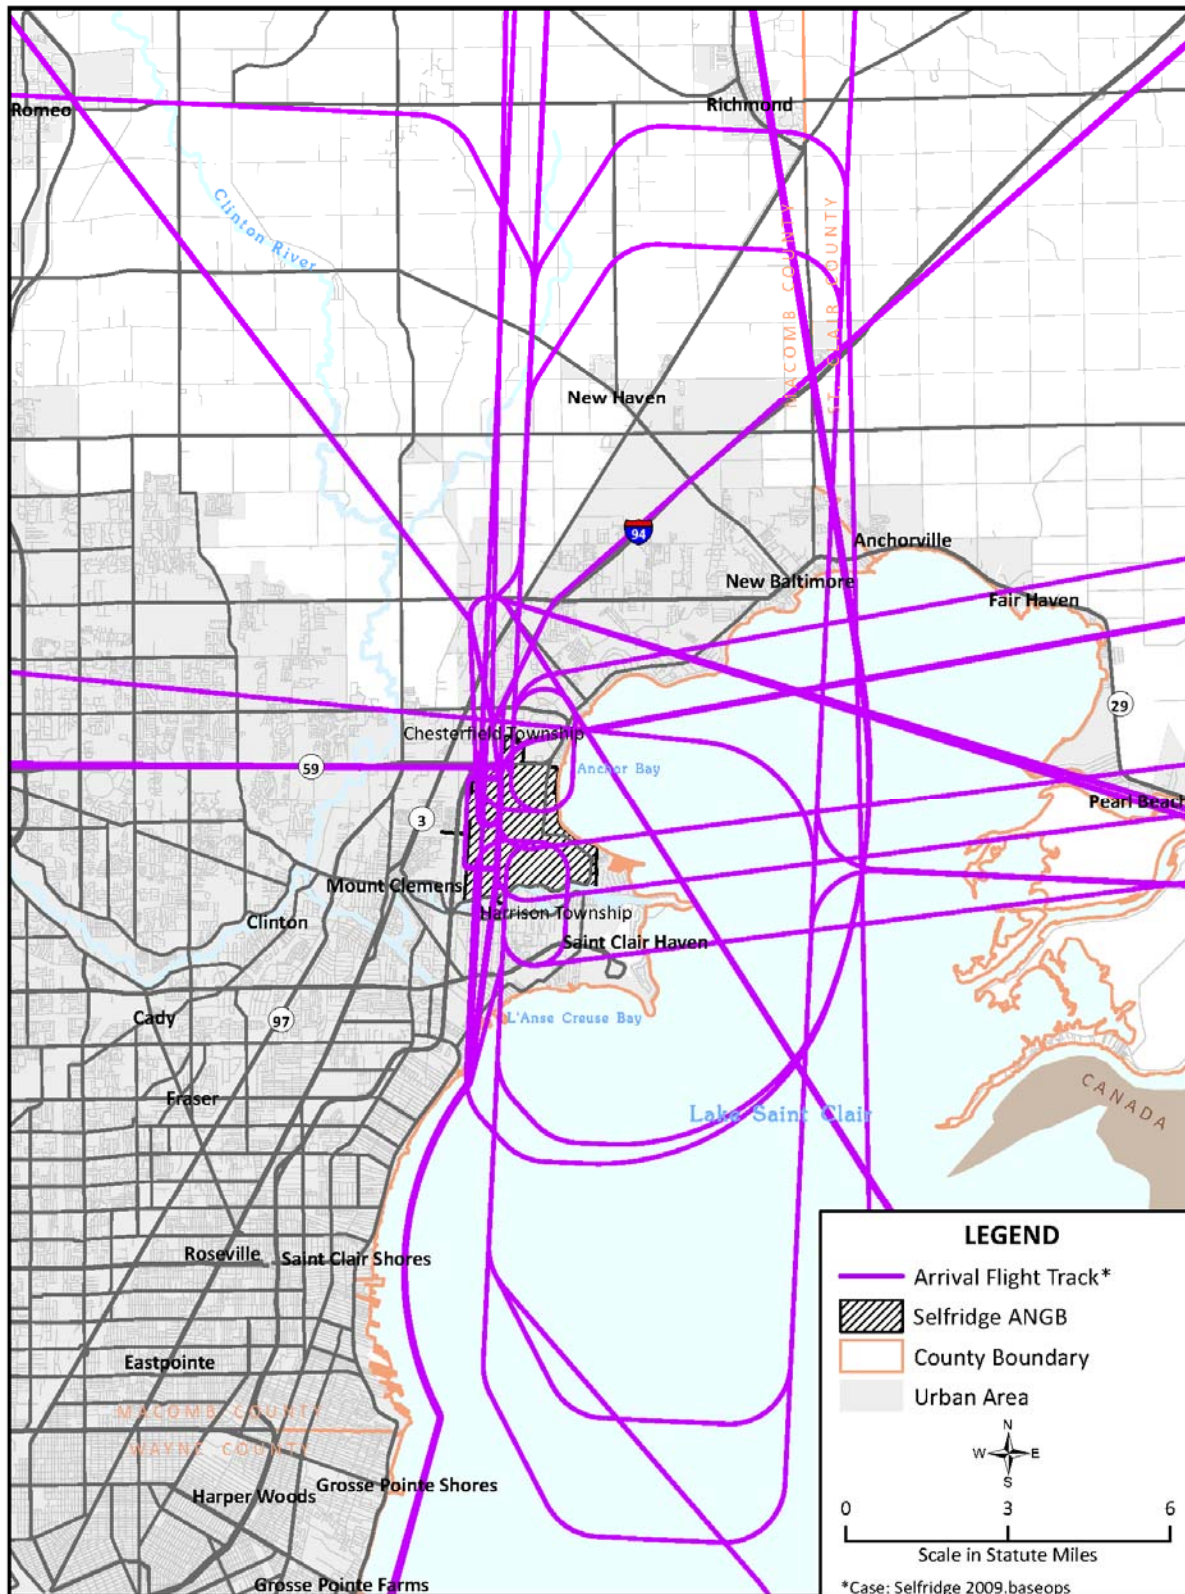 Romeo
Richmond
Clinton River
MACOMB COUNTY
ST. CLAIR COUNTY
New Haven
94
Anchorville
New Baltimore
Fair Haven
29
Chesterfield Township
59
Anchor Bay
Pearl Beach
3
Mount Clemens
Harrison Township
Clinton
Saint Clair Haven
Cady
97
L'Anse Creuse Bay
Fraser
Lake Saint Clair
CANADA
Roseville
Saint Clair Shores
Eastpointe
MACOMB COUNTY
WAYNE COUNTY
Grosse Pointe Shores
Harper Woods
Grosse Pointe Farms
LEGEND
Arrival Flight Track*
Selfridge ANGB
County Boundary
Urban Area
N
W E
S
0 3 6
Scale in Statute Miles
*Case: Selfridge 2009.baseops